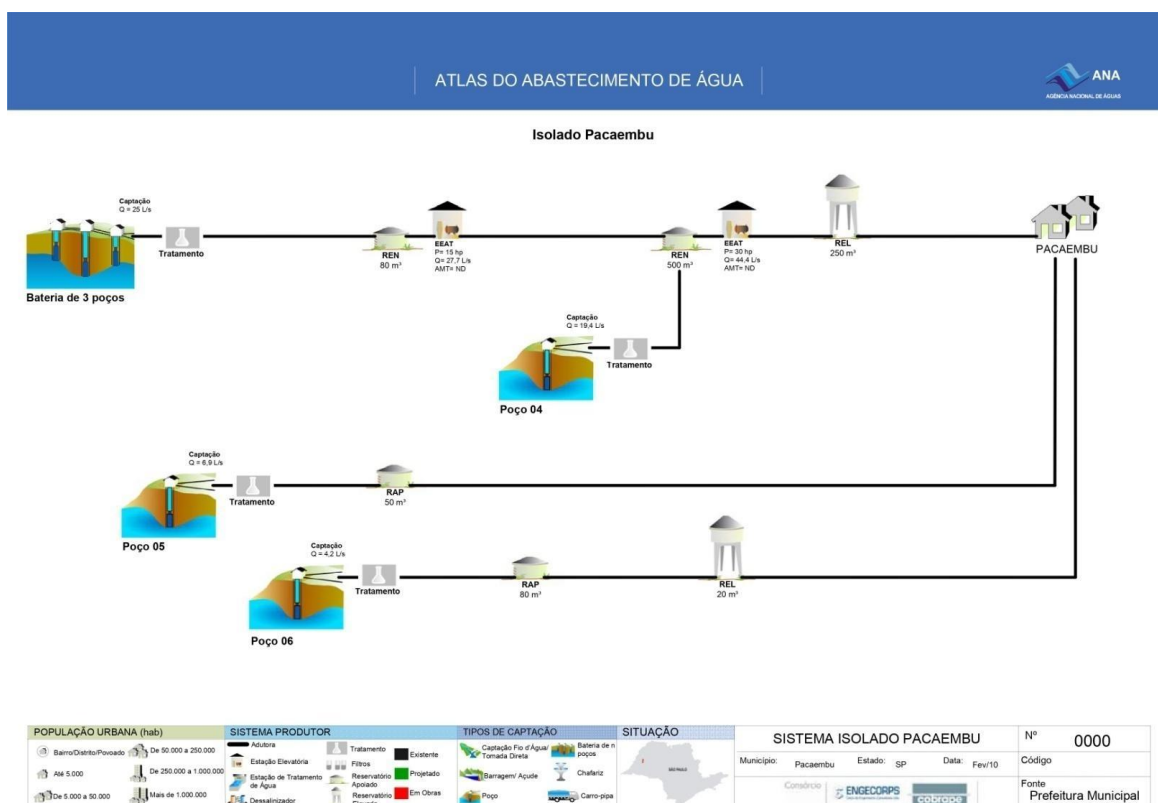 ATLAS DO ABASTECIMENTO DE ÁGUA
ANA
AGÊNCIA NACIONAL DE ÁGUAS
Isolado Pacaembu
Captação
Q = 25 L/s
Tratamento
Bateria de 3 poços
REN
80 m³
EEAT
P= 15 hp
Q= 27,7 L/s
AMT= ND
REN
500 m³
EEAT
P= 30 hp
Q= 44,4 L/s
AMT= ND
REL
250 m³
PACAEMBU
Captação
Q = 19,4 L/s
Tratamento
Poço 04
Captação
Q = 6,9 L/s
Tratamento
RAP
50 m³
Poço 05
Captação
Q = 4,2 L/s
Tratamento
RAP
80 m³
REL
20 m³
Poço 06
POPULAÇÃO URBANA (hab)
Bairro/Distrito/Povoado
De 50.000 a 250.000
Até 5.000
De 250.000 a 1.000.000
De 5.000 a 50.000
Mais de 1.000.000
SISTEMA PRODUTOR
Adutora
Estação Elevatória
Estação de Tratamento
de Água
Dessalinizador
Tratamento
Filtros
Reservatório
Apoiado
Reservatório
Existente
Projetado
Em Obras
TIPOS DE CAPTAÇÃO
Captação Fio d'Água/
Tomada Direta
Barragem/ Açude
Poço
Bateria de n
poços
Chafariz
Carro-pipa
SITUAÇÃO
SÃO PAULO
SISTEMA ISOLADO PACAEMBU
Município: Pacaembu Estado: SP Data: Fev/10
Consórcio
ENGECORPS
cobrape
Nº 0000
Código
Fonte
Prefeitura Municipal